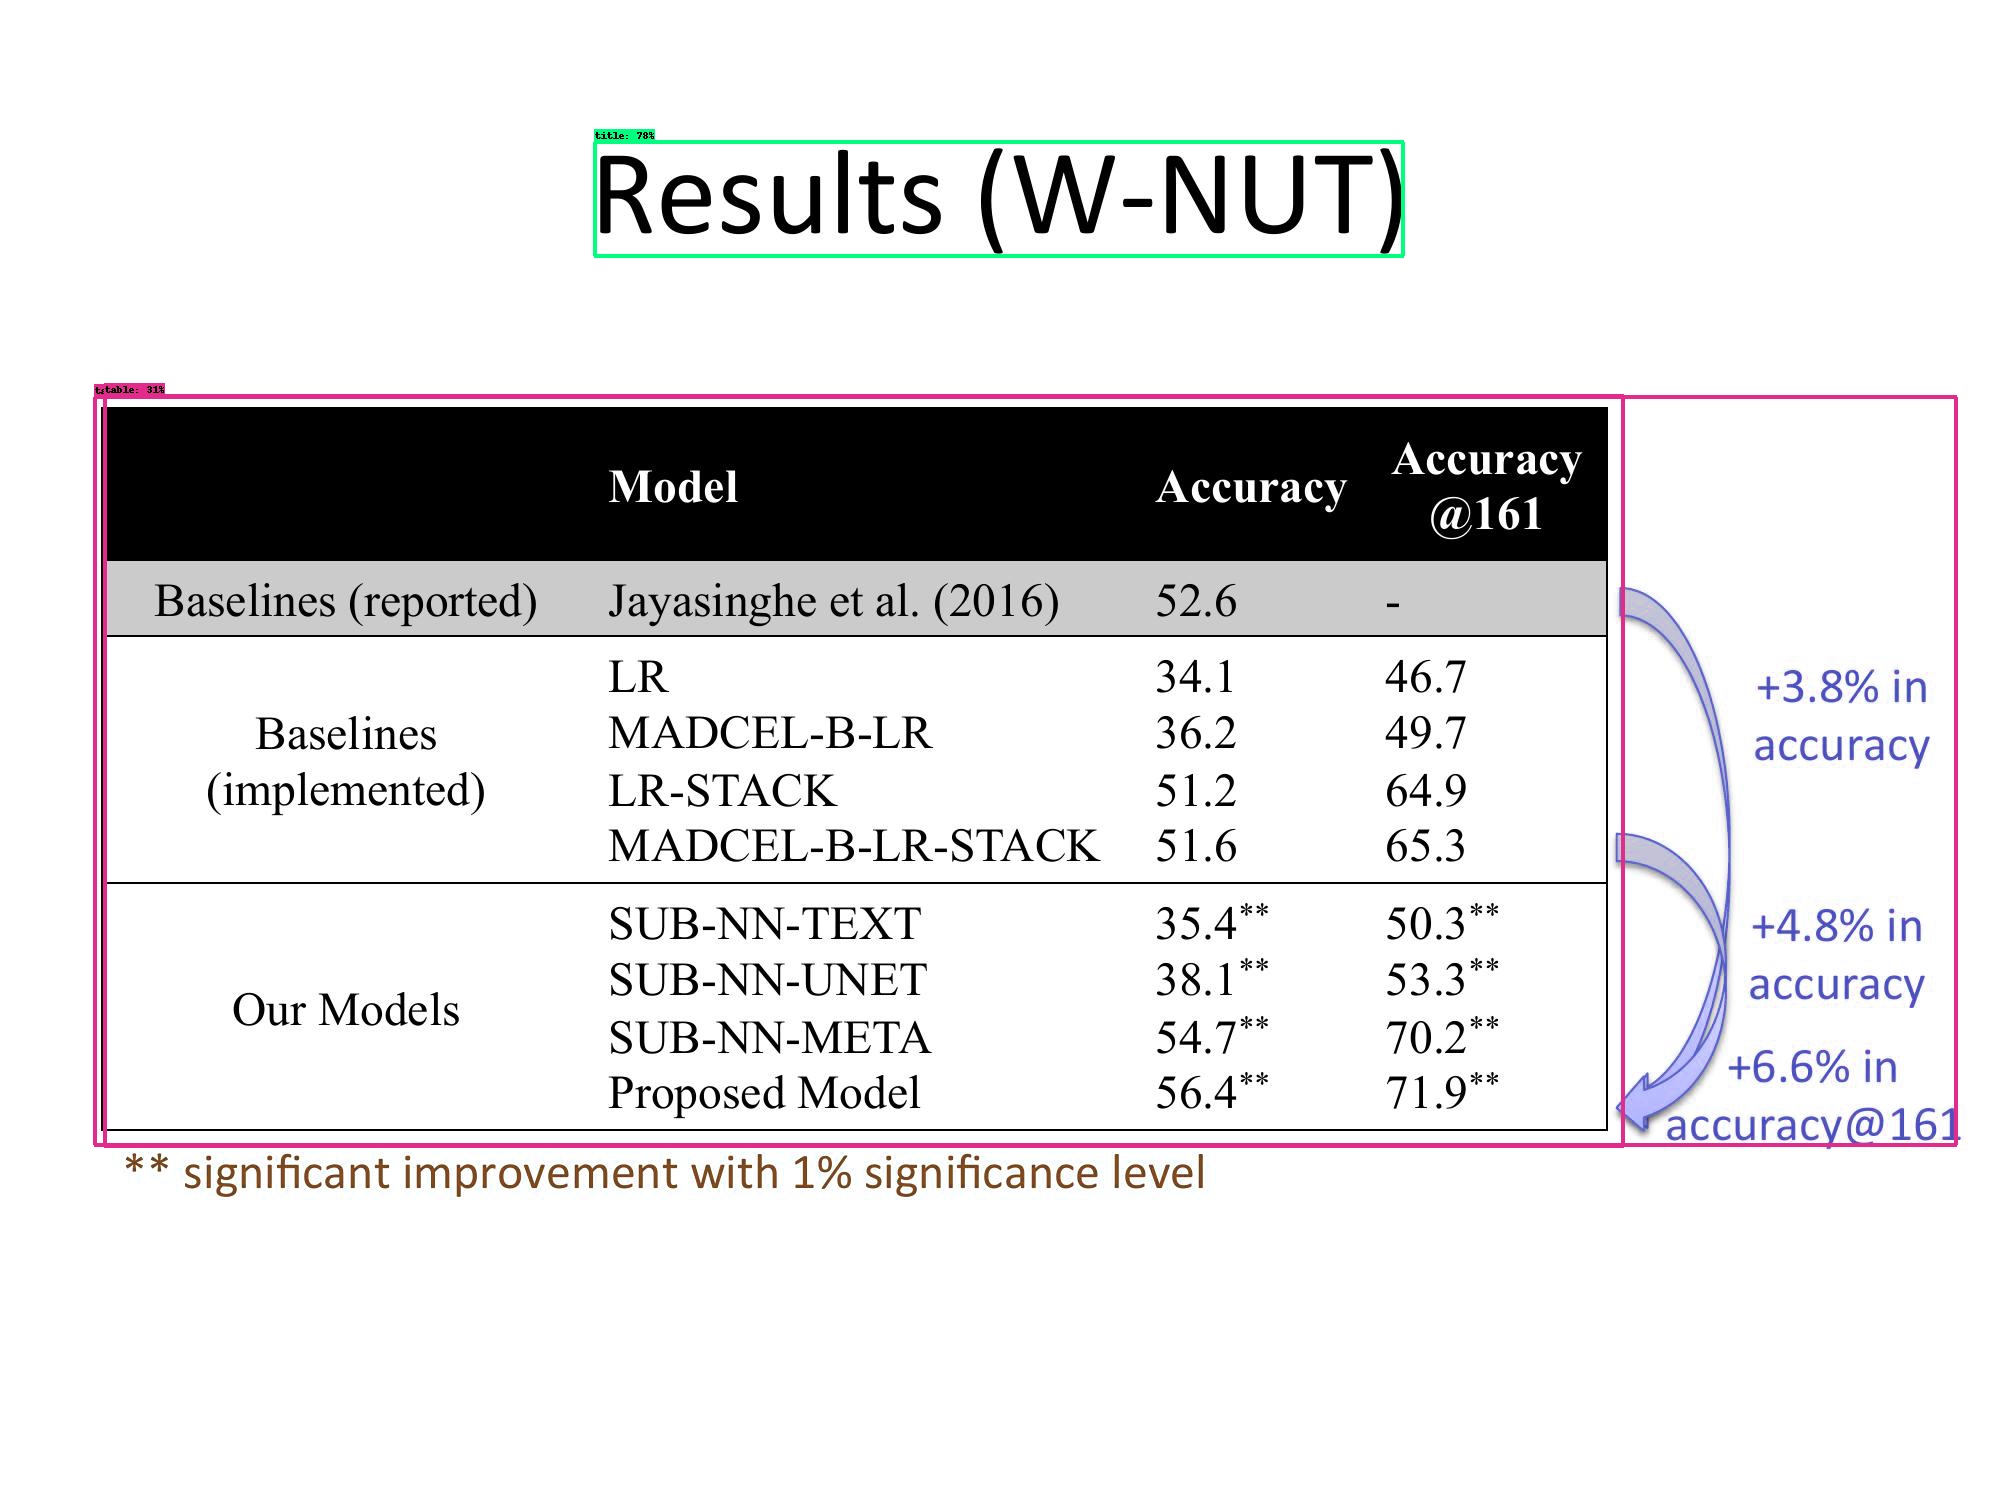 title: 78%
Results (W-NUT)
table: 31%
Model Accuracy Accuracy @161
Baselines (reported) Jayasinghe et al. (2016) 52.6 -
Baselines (implemented)
LR 34.1 46.7
MADCEL-B-LR 36.2 49.7
LR-STACK 51.2 64.9
MADCEL-B-LR-STACK 51.6 65.3
Our Models
SUB-NN-TEXT 35.4** 50.3**
SUB-NN-UNET 38.1** 53.3**
SUB-NN-META 54.7** 70.2**
Proposed Model 56.4** 71.9**
+3.8% in
accuracy
+4.8% in
accuracy
+6.6% in
accuracy@161
** significant improvement with 1% significance level